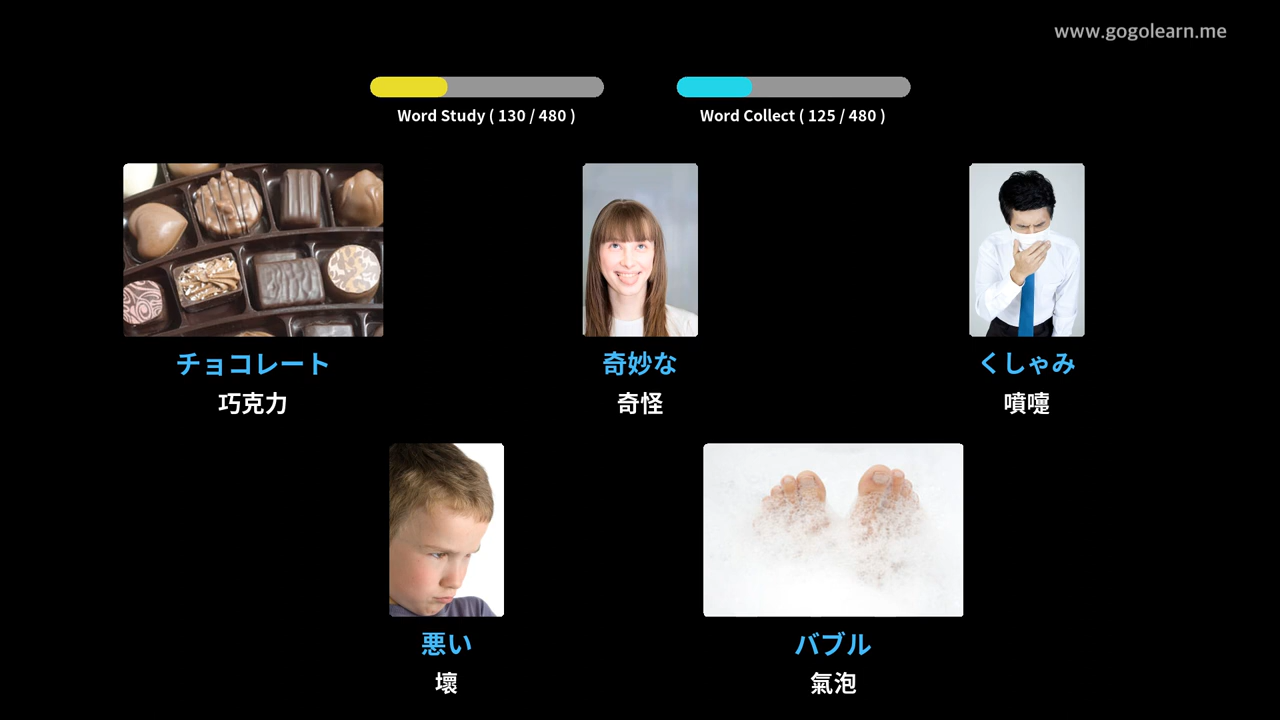 www.gogolearn.me
Word Study ( 130 / 480 )
Word Collect ( 125 / 480 )
チョコレート
奇妙な
くしゃみ
巧克力
奇怪
噴嚏
悪い
バブル
壞
氣泡